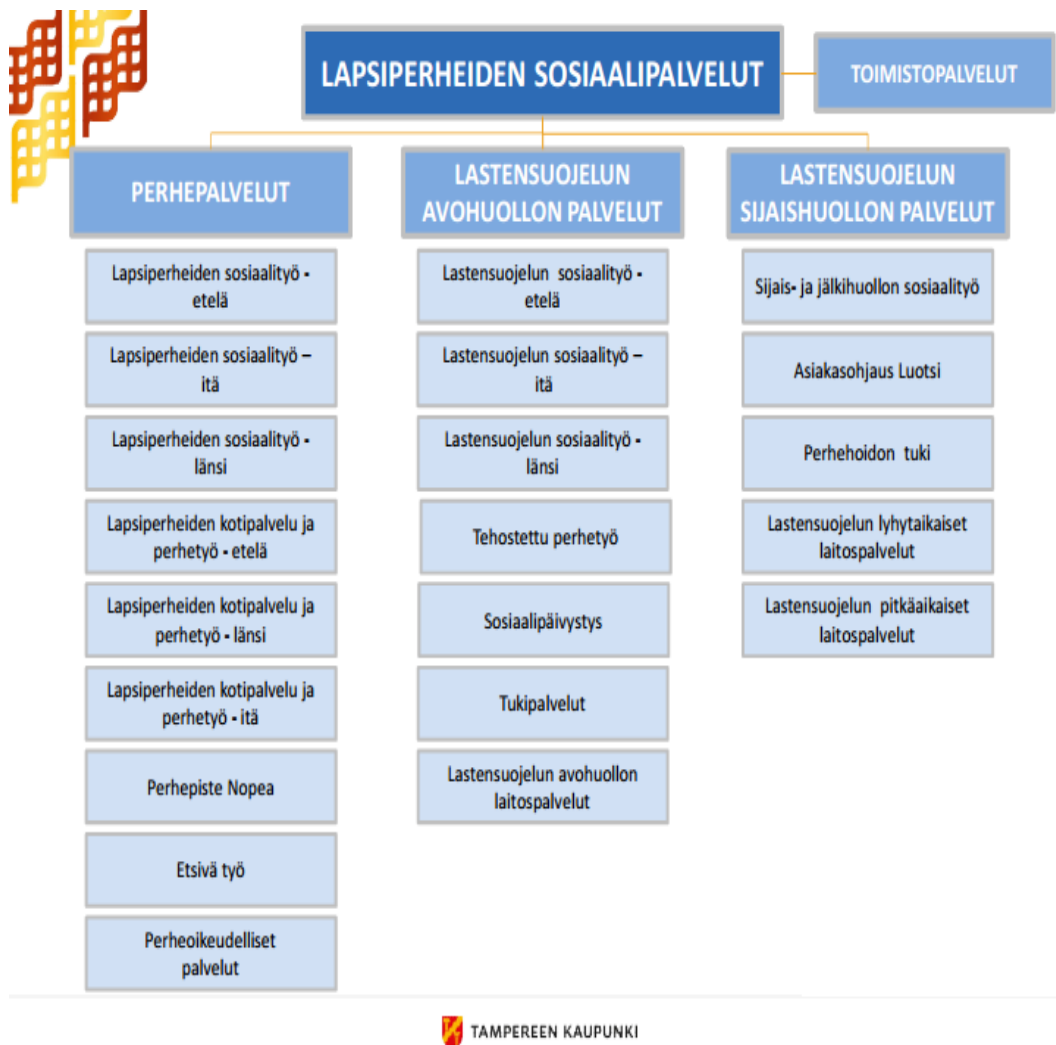 LAPSIPERHEIDEN SOSIAALIPALVELUT
TOIMISTOPALVELUT
PERHEPALVELUT
Lapsiperheiden sosiaalityö -
etelä
Lapsiperheiden sosiaalityö –
itä
Lapsiperheiden sosiaalityö -
länsi
Lapsiperheiden kotipalvelu ja
perhetyö - etelä
Lapsiperheiden kotipalvelu ja
perhetyö - länsi
Lapsiperheiden kotipalvelu ja
perhetyö - itä
Perhepiste Nopea
Etsivä työ
Perheoikeudelliset
palvelut
LASTENSUOJELUN
AVOHUOLLON PALVELUT
Lastensuojelun sosiaalityö -
etelä
Lastensuojelun sosiaalityö –
itä
Lastensuojelun sosiaalityö -
länsi
Tehostettu perhetyö
Sosiaalipäivystys
Tukipalvelut
Lastensuojelun avohuollon
laitospalvelut
LASTENSUOJELUN
SIJAISHUOLLON PALVELUT
Sijais- ja jälkihuollon sosiaalityö
Asiakasohjaus Luotsi
Perhehoidon tuki
Lastensuojelun lyhytaikaiset
laitospalvelut
Lastensuojelun pitkäaikaiset
laitospalvelut
TAMPEREEN KAUPUNKI